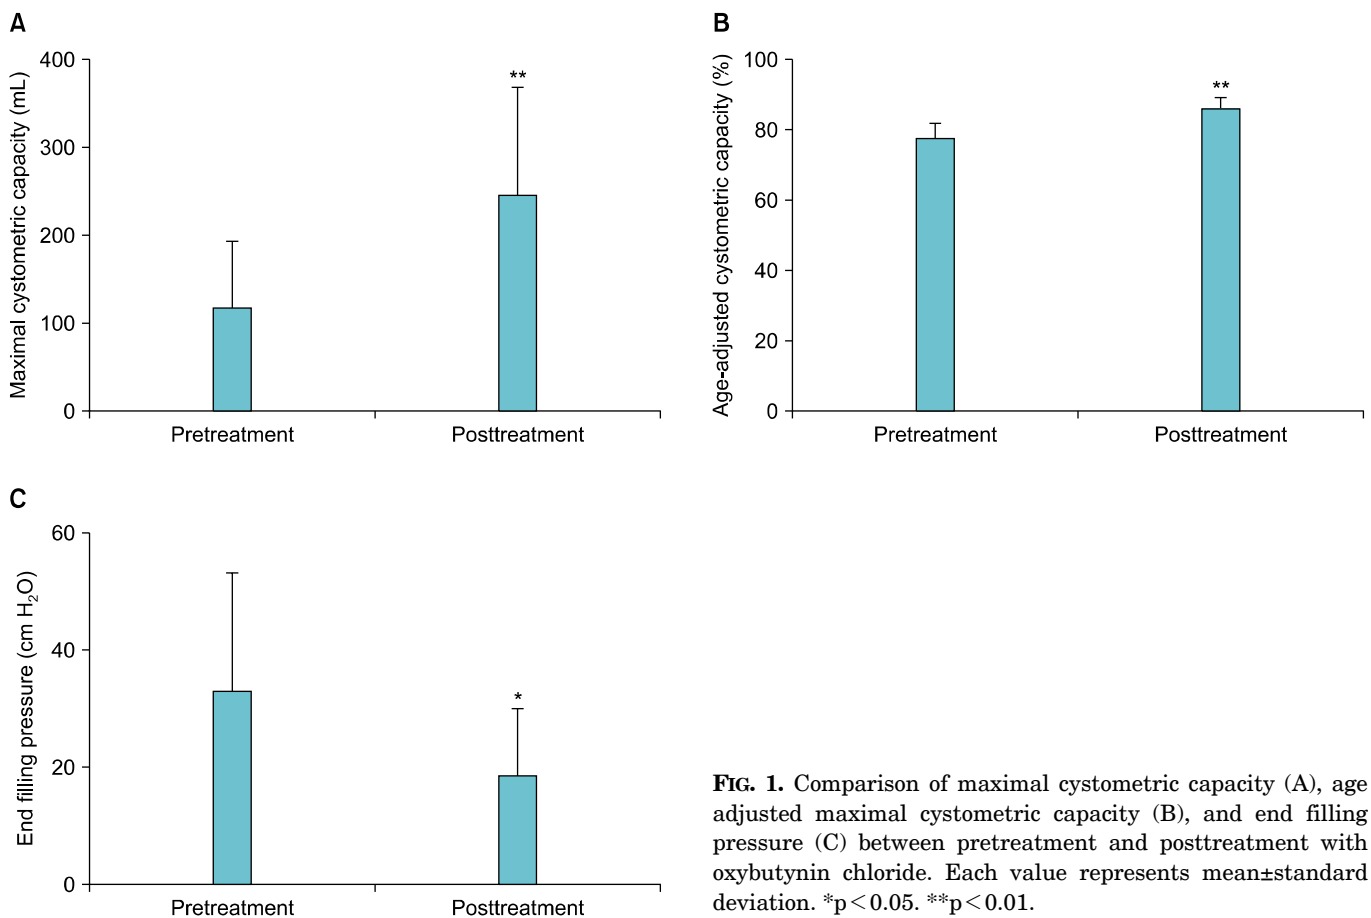 A
Maximal cystometric capacity (mL)
400
300
200
100
0
**
Pretreatment
Posttreatment
B
Age-adjusted cystometric capacity (%)
100
80
60
40
20
0
**
Pretreatment
Posttreatment
C
End filling pressure (cm H₂O)
60
40
20
0
*
Pretreatment
Posttreatment
FIG. 1. Comparison of maximal cystometric capacity (A), age
adjusted maximal cystometric capacity (B), and end filling
pressure (C) between pretreatment and posttreatment with
oxybutynin chloride. Each value represents mean±standard
deviation. *p<0.05. **p<0.01.